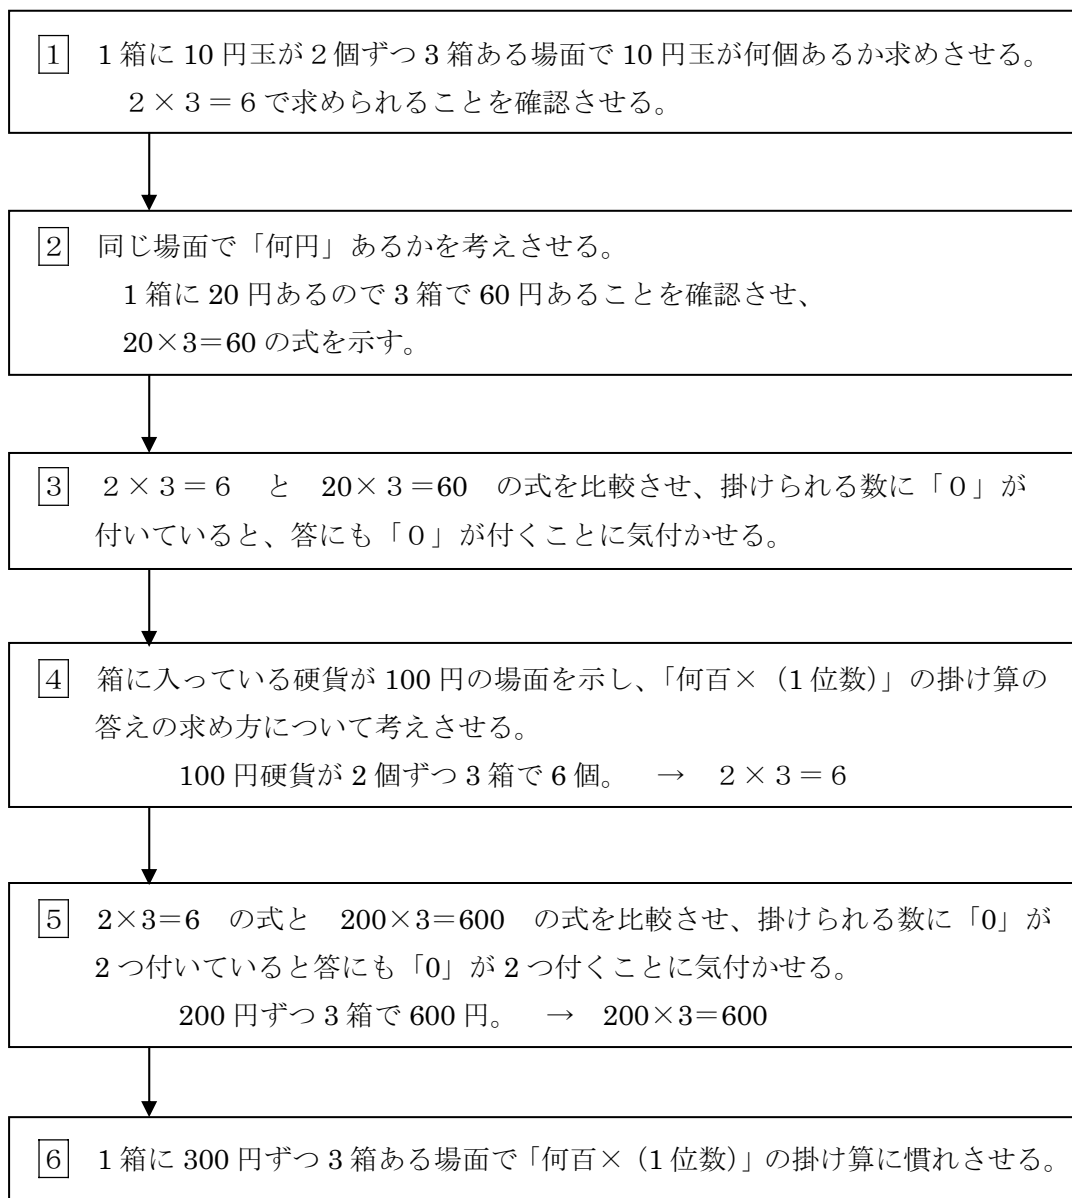 1 1箱に10円玉が2個ずつ3箱ある場面で10円玉が何個あるか求めさせる。
2×3=6で求められることを確認させる。
2 同じ場面で「何円」あるかを考えさせる。
1箱に20円あるので3箱で60円あることを確認させ、
20×3=60の式を示す。
3 2×3=6 と 20×3=60 の式を比較させ、掛けられる数に「0」が
付いていると、答にも「0」が付くことに気付かせる。
4 箱に入っている硬貨が100円の場面を示し、「何百×(1位数)」の掛け算の
答えの求め方について考えさせる。
100円硬貨が2個ずつ3箱で6個。 → 2×3=6
5 2×3=6 の式と 200×3=600 の式を比較させ、掛けられる数に「0」が
2つ付いていると答にも「0」が2つ付くことに気付かせる。
200円ずつ3箱で600円。 → 200×3=600
6 1箱に300円ずつ3箱ある場面で「何百×(1位数)」の掛け算に慣れさせる。